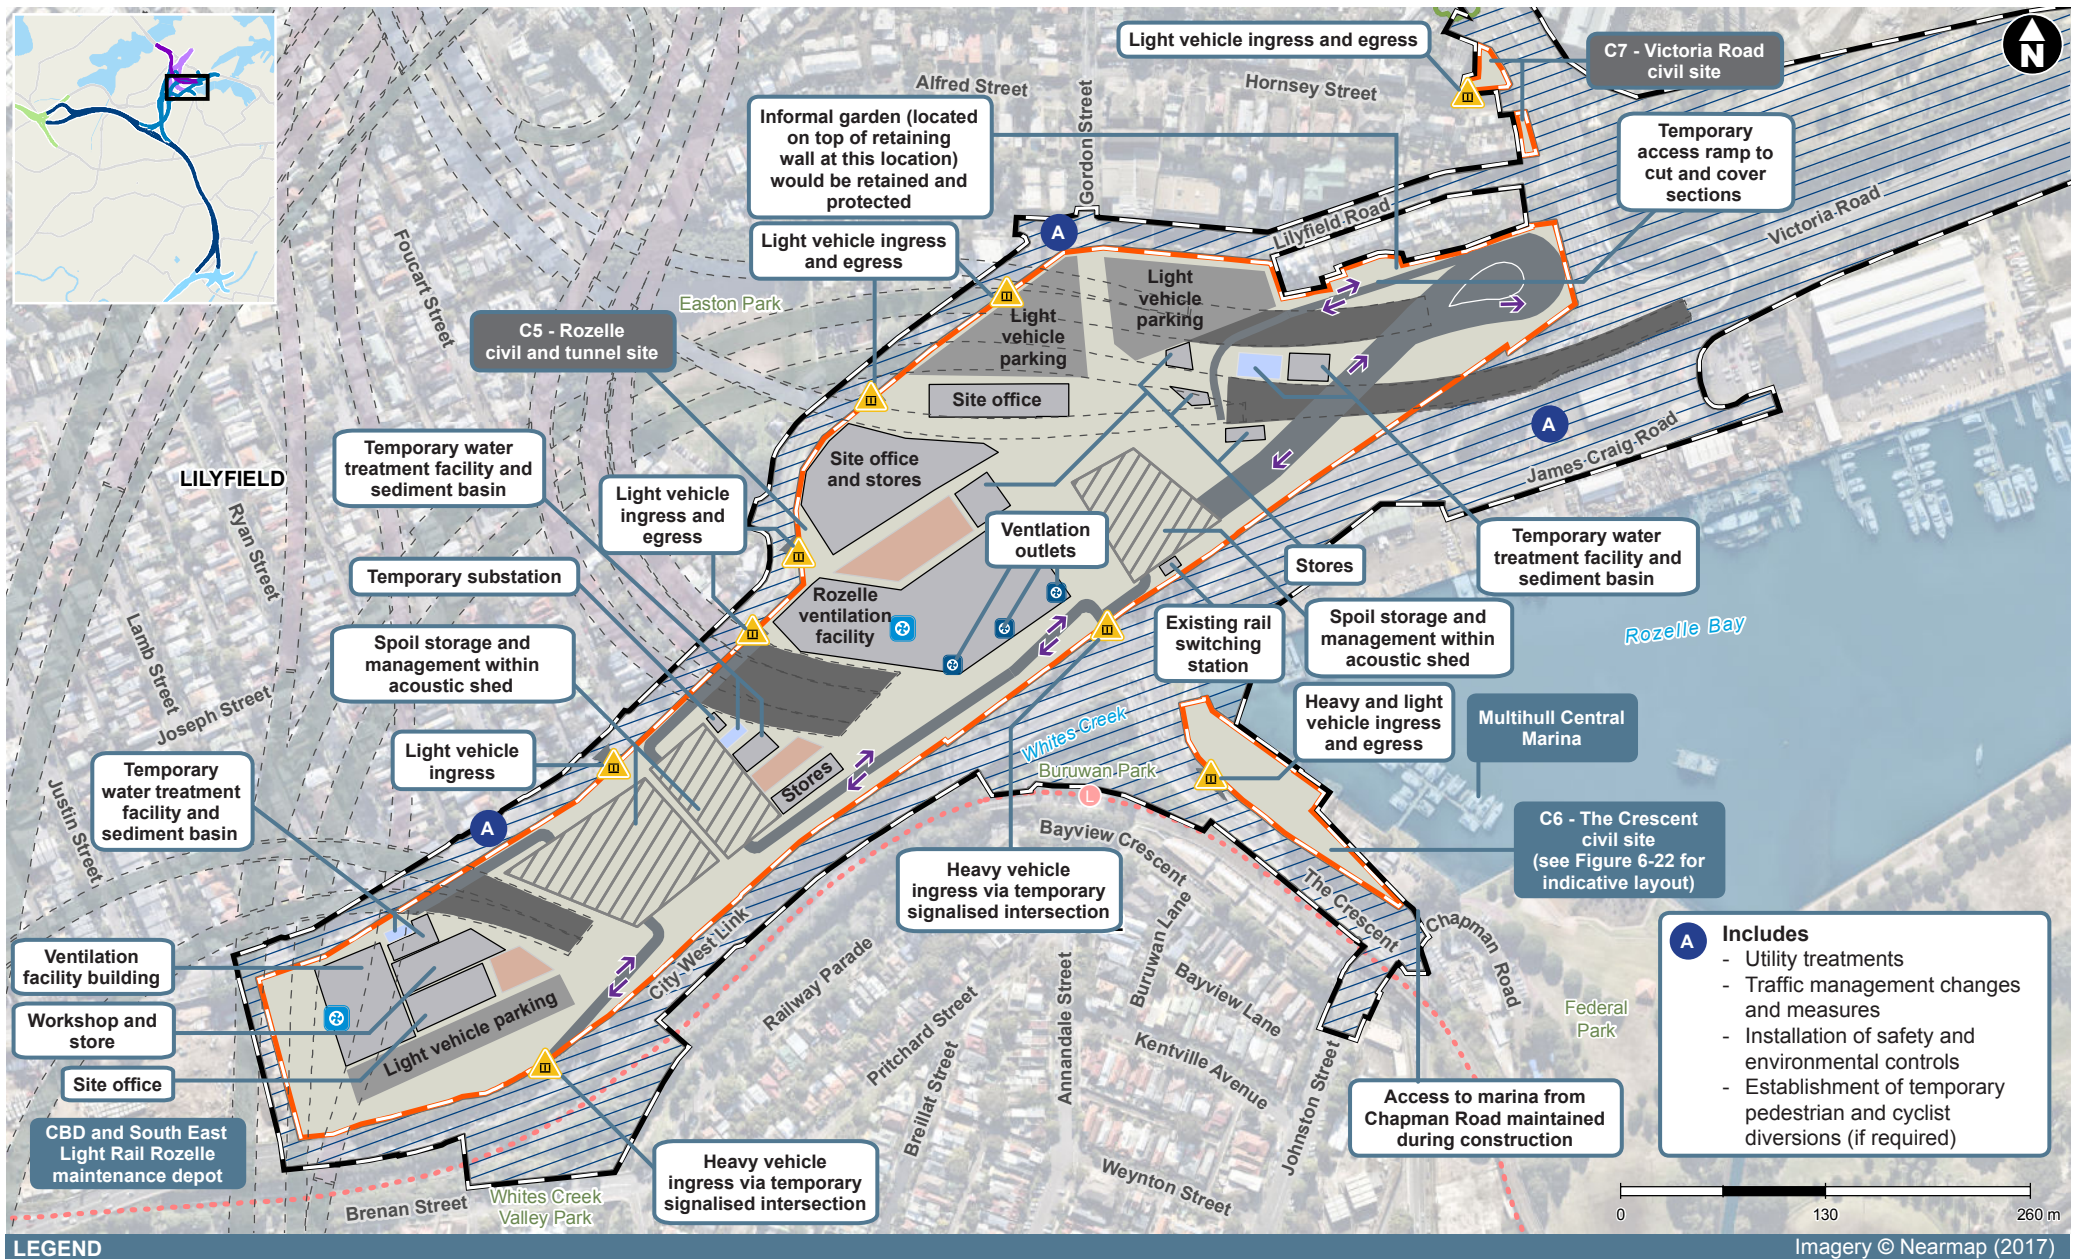 Light vehicle ingress and egress
C7 - Victoria Road
civil site
Alfred Street
Hornsey Street
Gordon Street
Informal garden (located
on top of retaining
wall at this location)
would be retained and
protected
Temporary
access ramp to
cut and cover
sections
N
A
Lilyfield Road
Victoria Road
Light vehicle ingress
and egress
Foucart Street
Easton Park
Light
vehicle
parking
Light
vehicle
parking
C5 - Rozelle
civil and tunnel site
Site office
A
James Craig Road
Temporary water
treatment facility and
sediment basin
LILYFIELD
Site office
and stores
Light vehicle
ingress and
egress
Ryan Street
Ventlation
outlets
Stores
Temporary water
treatment facility and
sediment basin
Temporary substation
Rozelle
ventilation
facility
Lamb Street
Spoil storage and
management within
acoustic shed
Existing rail
switching
station
Spoil storage and
management within
acoustic shed
Rozelle Bay
Joseph Street
Heavy and light
vehicle ingress
and egress
Multihull Central
Marina
Whites Creek
Buruwan Park
L
Light vehicle
ingress
Temporary
water treatment
facility and
sediment basin
Justin Street
Stores
A
C6 - The Crescent
civil site
(see Figure 6-22 for
indicative layout)
Bayview Crescent
Heavy vehicle
ingress via temporary
signalised intersection
The Crescent
Chapman Road
Buruwan Lane
Bayview Lane
City West Link
Railway Parade
Ventilation
facility building
Workshop and
store
Site office
Light vehicle parking
Pritchard Street
Breillat Street
Annandale Street
Kentville Avenue
Johnston Street
Weynton Street
Federal
Park
CBD and South East
Light Rail Rozelle
maintenance depot
Access to marina from
Chapman Road maintained
during construction
Heavy vehicle
ingress via temporary
signalised intersection
Brenan Street
Whites Creek
Valley Park
A
Includes
- Utility treatments
- Traffic management changes
and measures
- Installation of safety and
environmental controls
- Establishment of temporary
pedestrian and cyclist
diversions (if required)
0
130
260 m
LEGEND
Imagery © Nearmap (2017)